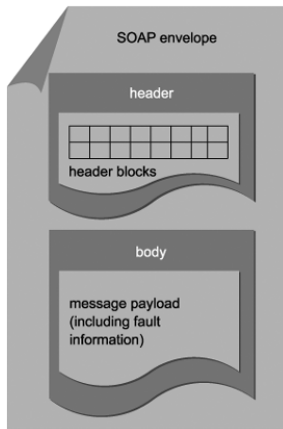 SOAP envelope
header
header blocks
body
message payload
(including fault
information)